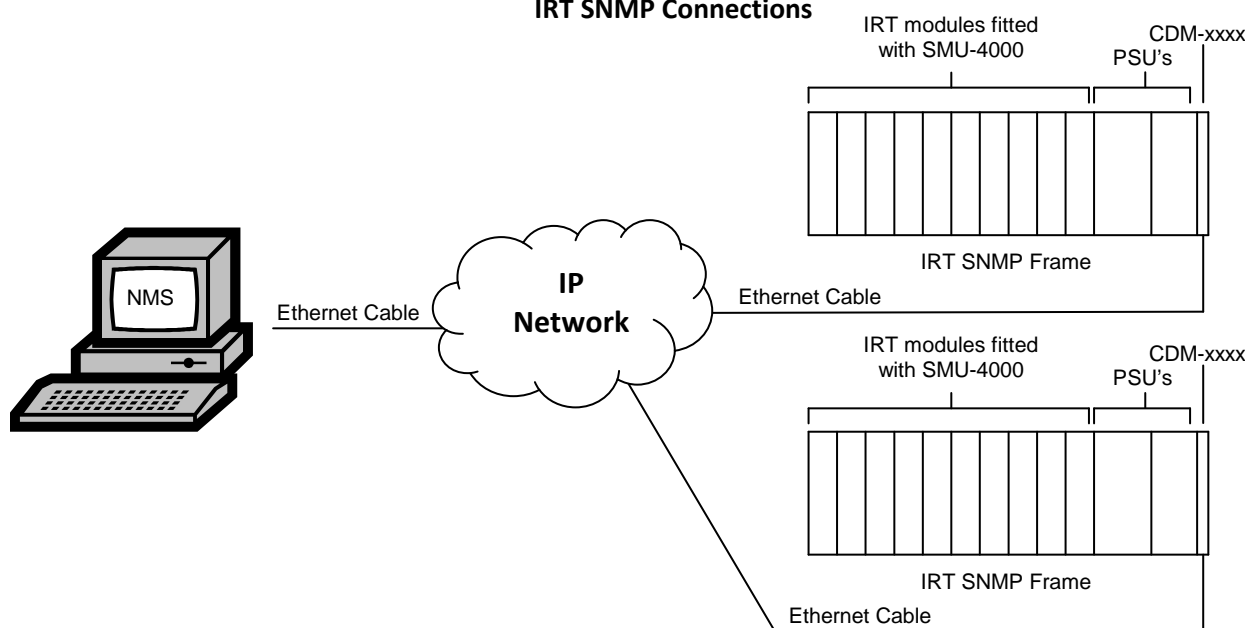 IRT SNMP Connections
IRT modules fitted
with SMU-4000
PSU's
CDM-xxxx
IRT SNMP Frame
NMS
Ethernet Cable
IP
Network
Ethernet Cable
IRT modules fitted
with SMU-4000
PSU's
CDM-xxxx
IRT SNMP Frame
Ethernet Cable